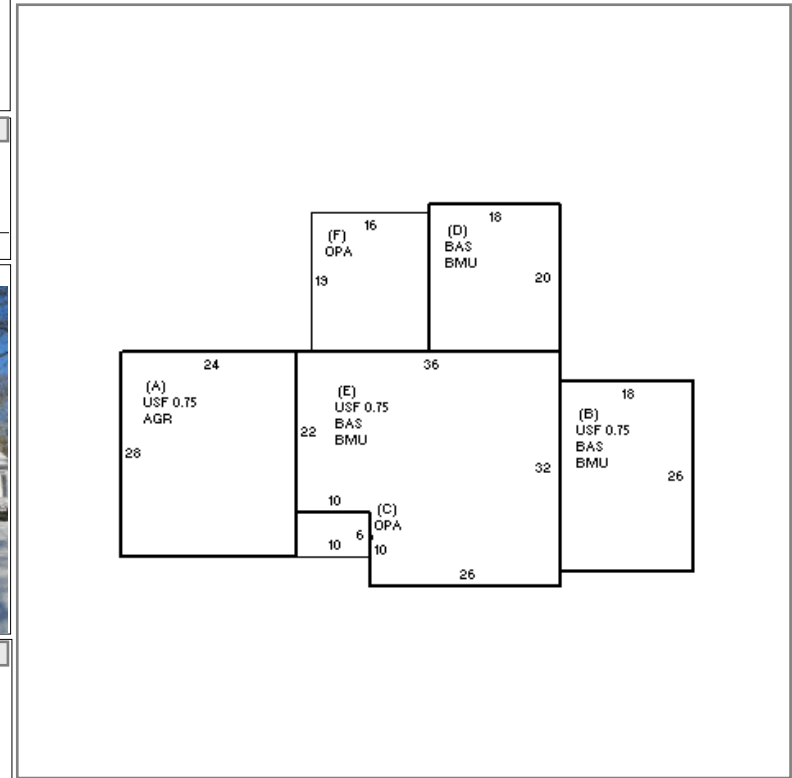 18
(D)
BAS
BMU
20
16
(F)
OPA
19
24
(A)
USF 0.75
AGR
28
36
(E)
USF 0.75
BAS
BMU
22
32
10
(C)
OPA
6
10
10
26
18
(B)
USF 0.75
BAS
BMU
26